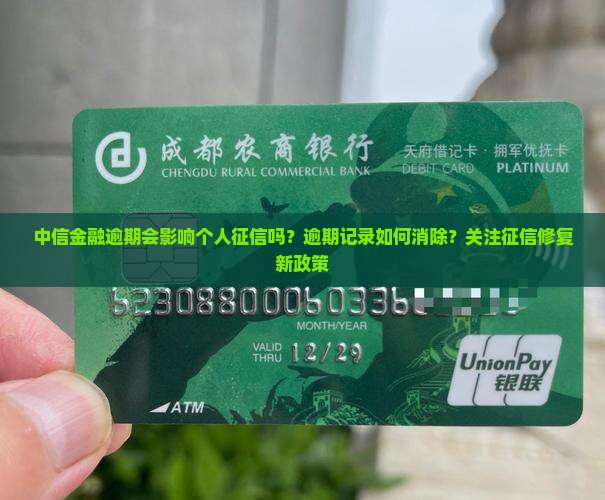 成都农商银行
CHENGDU RURAL COMMERCIAL BANK
天府借记卡·拥军优抚卡
DEBIT CARD PLATINUM
中信金融逾期会影响个人征信吗？逾期记录如何消除？关注征信修复
新政策
MONTH/YEAR
VALID THRU 12/29
ATM
UnionPay
银联